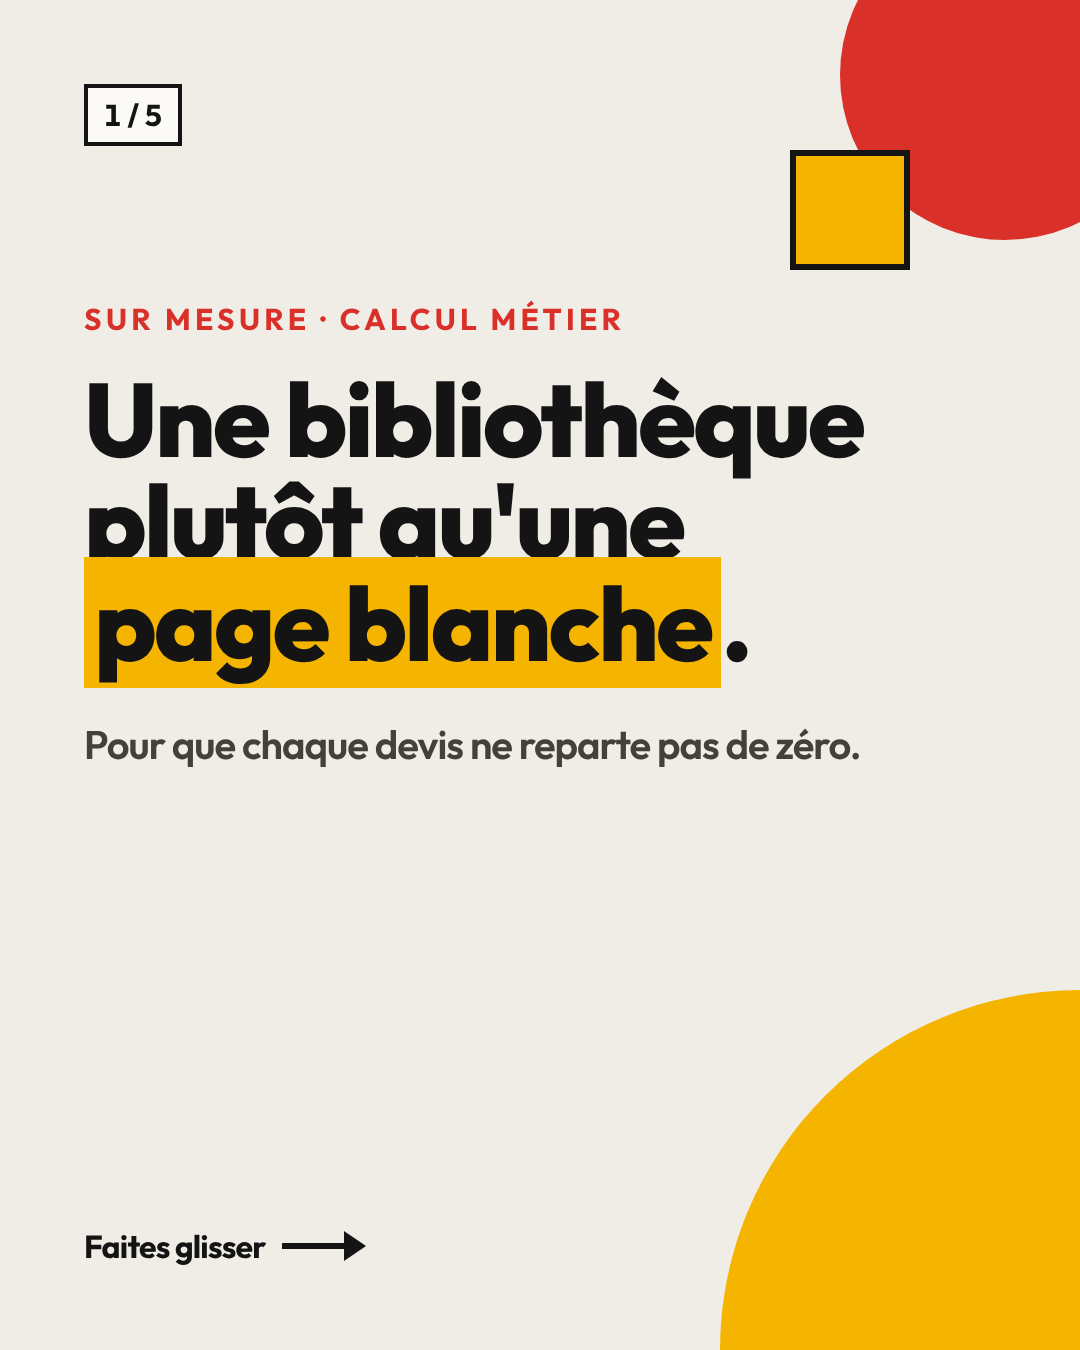 1 / 5
SUR MESURE · CALCUL MÉTIER
Une bibliothèque
plutôt qu'une
page blanche.
Pour que chaque devis ne reparte pas de zéro.
Faites glisser